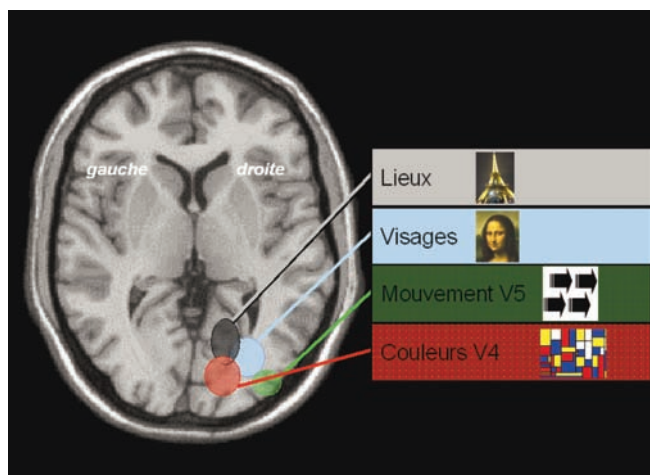 gauche droite
Lieux
Visages
Mouvement V5
Couleurs V4